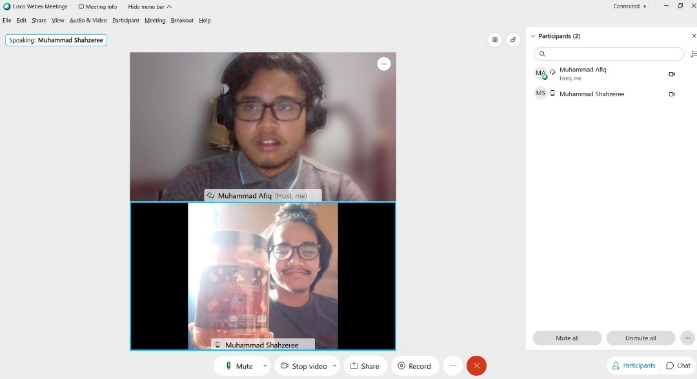 Cisco Webex Meetings
Meeting Info
Hide menu bar
Connected
File Edit Share View Audio & Video Participant Meeting Breakout Help
Speaking: Muhammad Shahzeree
Muhammad Afiq (Host, me)
Muhammad Shahzeree
Participants (2)
MA
Muhammad Afiq
Host, me
MS
Muhammad Shahzeree
Mute all
Unmute all
Mute
Stop video
Share
Record
Participants
Chat